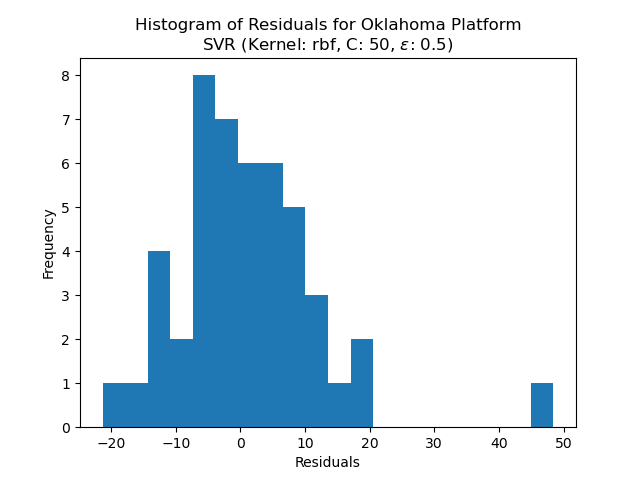 Histogram of Residuals for Oklahoma Platform
SVR (Kernel: rbf, C: 50, ε: 0.5)
8
7
6
5
4
3
2
1
0
Frequency
−20 −10 0 10 20 30 40 50
Residuals